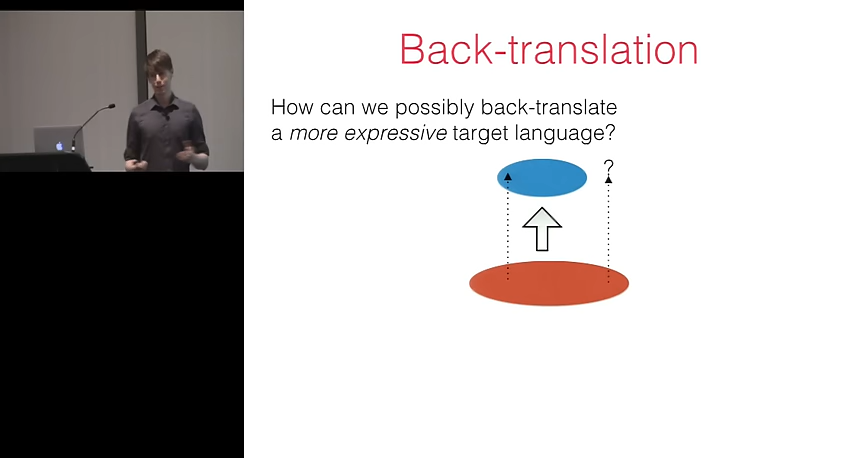 Back-translation
How can we possibly back-translate
a more expressive target language?
?